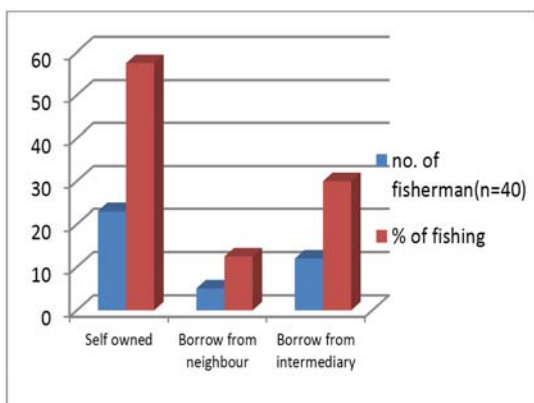 60
50
40
30
20
10
0
Self owned
Borrow from
neighbour
Borrow from
intermediary
no. of
fisherman(n=40)
% of fishing